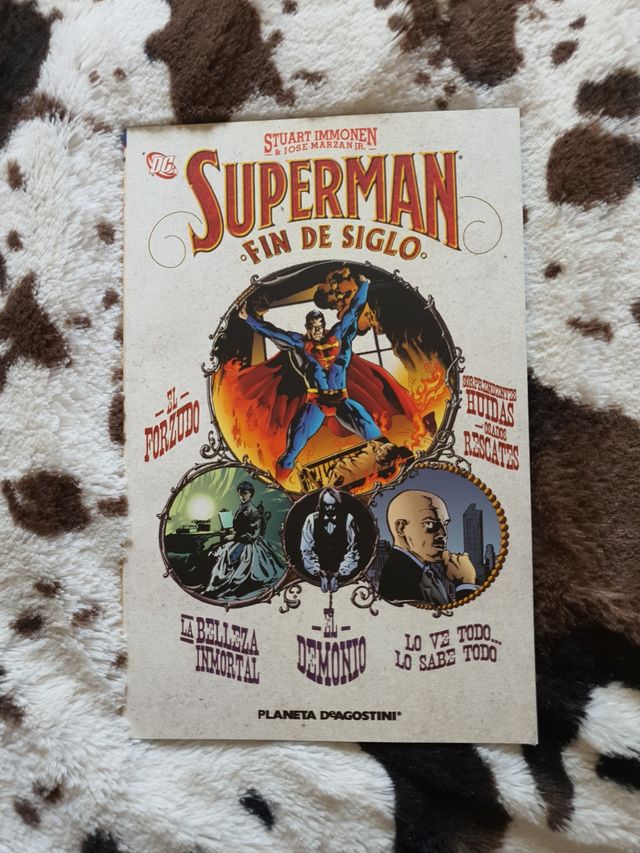 STUART IMMONEN
& JOSE MARZAN JR.
DC
SUPERMAN
FIN DE SIGLO
EL
FORZUDO
SORPRENDENTES
HUIDAS
OSADOS
RESCATES
LA BELLEZA
INMORTAL
EL
DEMONIO
LO VE TODO...
LO SABE TODO
PLANETA DEAGOSTINI®